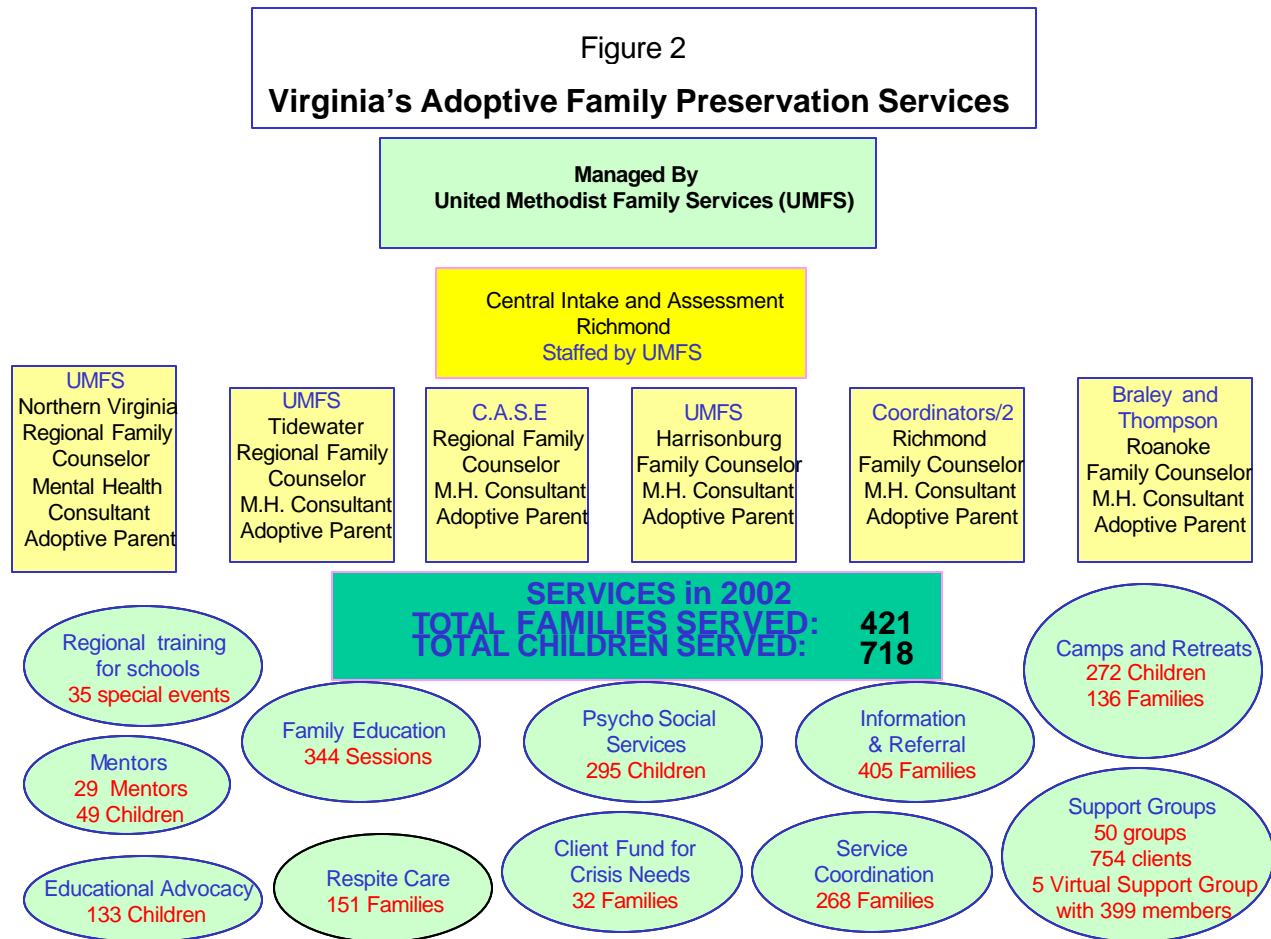 Figure 2
Virginia's Adoptive Family Preservation Services
Managed By
United Methodist Family Services (UMFS)
Central Intake and Assessment
Richmond
Staffed by UMFS
UMFS
Northern Virginia
Regional Family
Counselor
Mental Health
Consultant
Adoptive Parent
UMFS
Tidewater
Regional Family
Counselor
M.H. Consultant
Adoptive Parent
C.A.S.E
Regional Family
Counselor
M.H. Consultant
Adoptive Parent
UMFS
Harrisonburg
Family Counselor
M.H. Consultant
Adoptive Parent
Coordinators/2
Richmond
Family Counselor
M.H. Consultant
Adoptive Parent
Braley and
Thompson
Roanoke
Family Counselor
M.H. Consultant
Adoptive Parent
SERVICES in 2002
TOTAL FAMILIES SERVED: 421
TOTAL CHILDREN SERVED: 718
Regional training
for schools
35 special events
Family Education
344 Sessions
Psycho Social
Services
295 Children
Information
& Referral
405 Families
Camps and Retreats
272 Children
136 Families
Mentors
29 Mentors
49 Children
Educational Advocacy
133 Children
Respite Care
151 Families
Client Fund for
Crisis Needs
32 Families
Service
Coordination
268 Families
Support Groups
50 groups
754 clients
5 Virtual Support Group
with 399 members